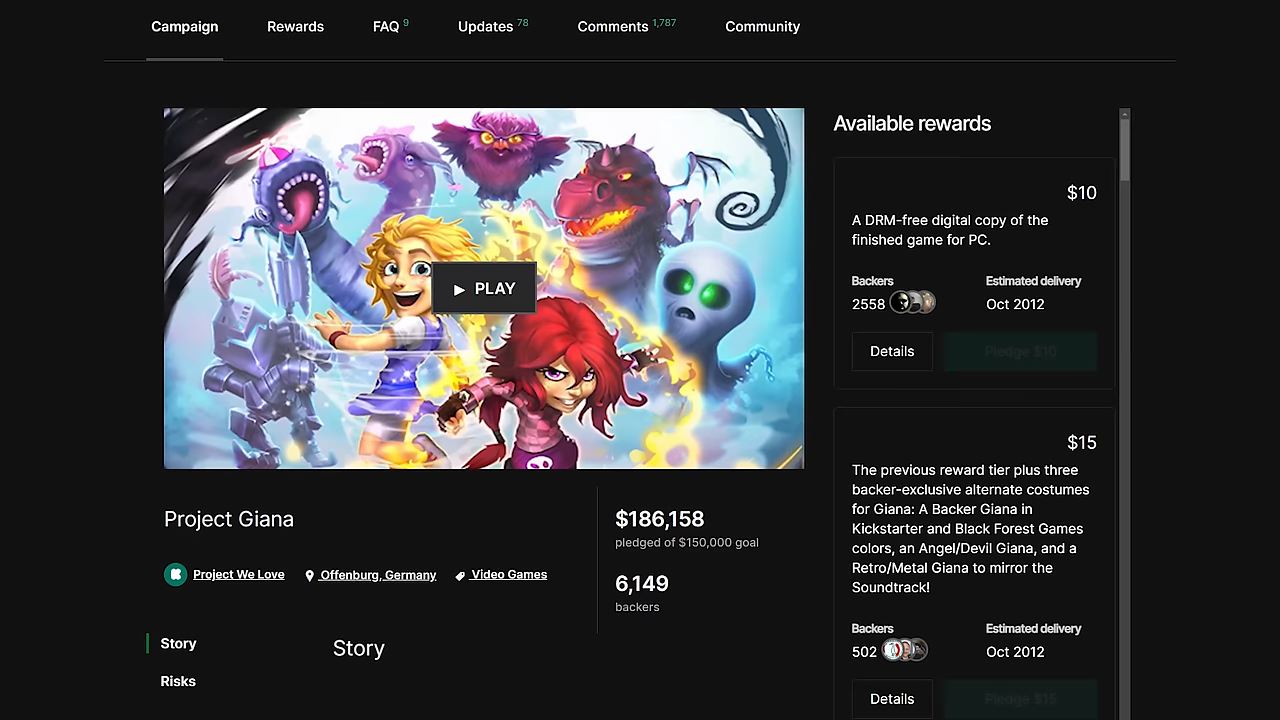 Campaign
Rewards
FAQ 9
Updates 78
Comments 1,787
Community
PLAY
Project Giana
Project We Love
Offenburg, Germany
Video Games
$186,158
pledged of $150,000 goal
6,149
backers
Story
Risks
Story
Available rewards
$10
A DRM-free digital copy of the
finished game for PC.
Backers
2558
Estimated delivery
Oct 2012
Details
Pledge $10
$15
The previous reward tier plus three
backer-exclusive alternate costumes
for Giana: A Backer Giana in
Kickstarter and Black Forest Games
colors, an Angel/Devil Giana, and a
Retro/Metal Giana to mirror the
Soundtrack!
Backers
502
Estimated delivery
Oct 2012
Details
Pledge $15